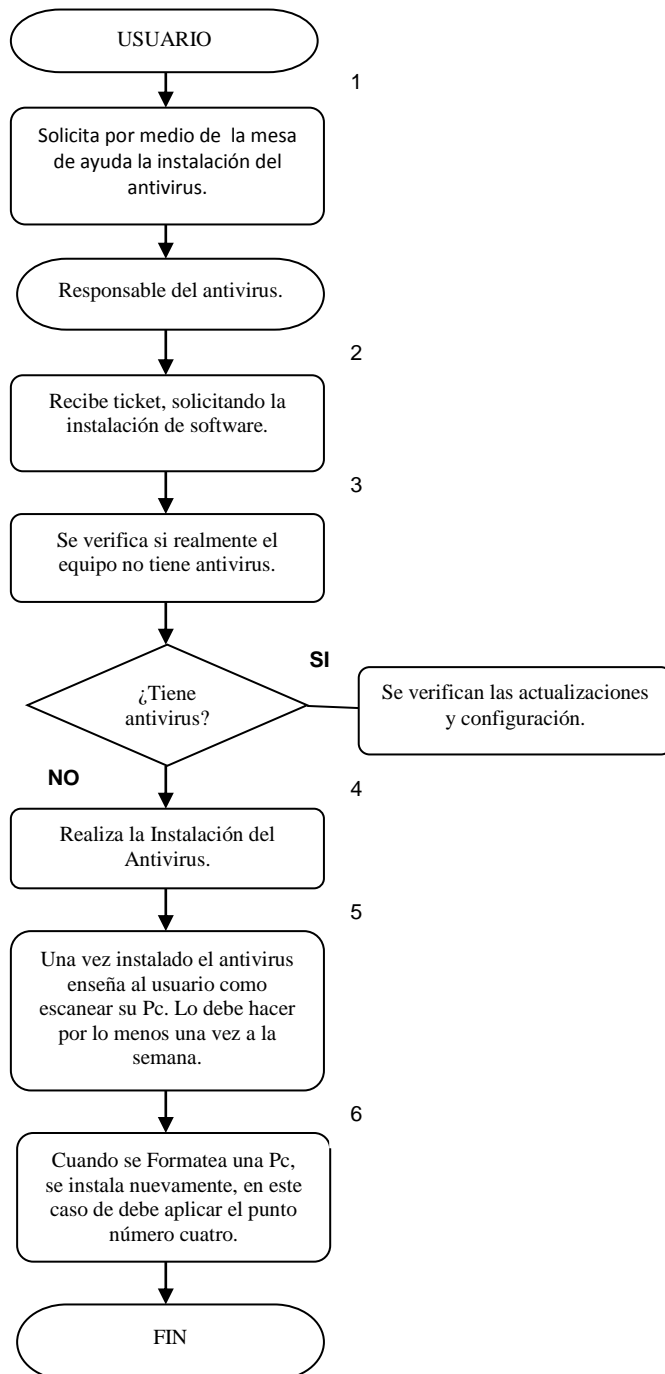 USUARIO
1
Solicita por medio de la mesa
de ayuda la instalación del
antivirus.
Responsable del antivirus.
2
Recibe ticket, solicitando la
instalación de software.
3
Se verifica si realmente el
equipo no tiene antivirus.
¿Tiene
antivirus?
SI
Se verifican las actualizaciones
y configuración.
NO
4
Realiza la Instalación del
Antivirus.
5
Una vez instalado el antivirus
enseña al usuario como
escanear su Pc. Lo debe hacer
por lo menos una vez a la
semana.
6
Cuando se Formatea una Pc,
se instala nuevamente, en este
caso de debe aplicar el punto
número cuatro.
FIN